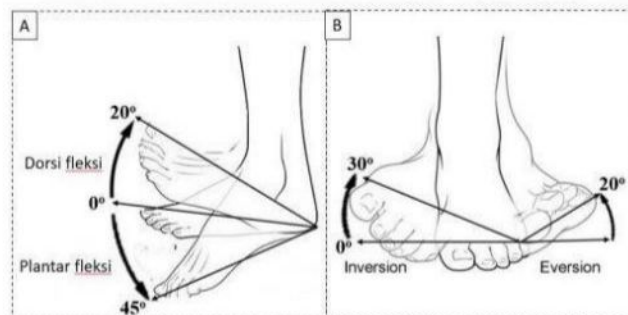 A
20°
Dorsi fleksi
0°
Plantar fleksi
45°
B
30°
20°
0°
Inversion
Eversion